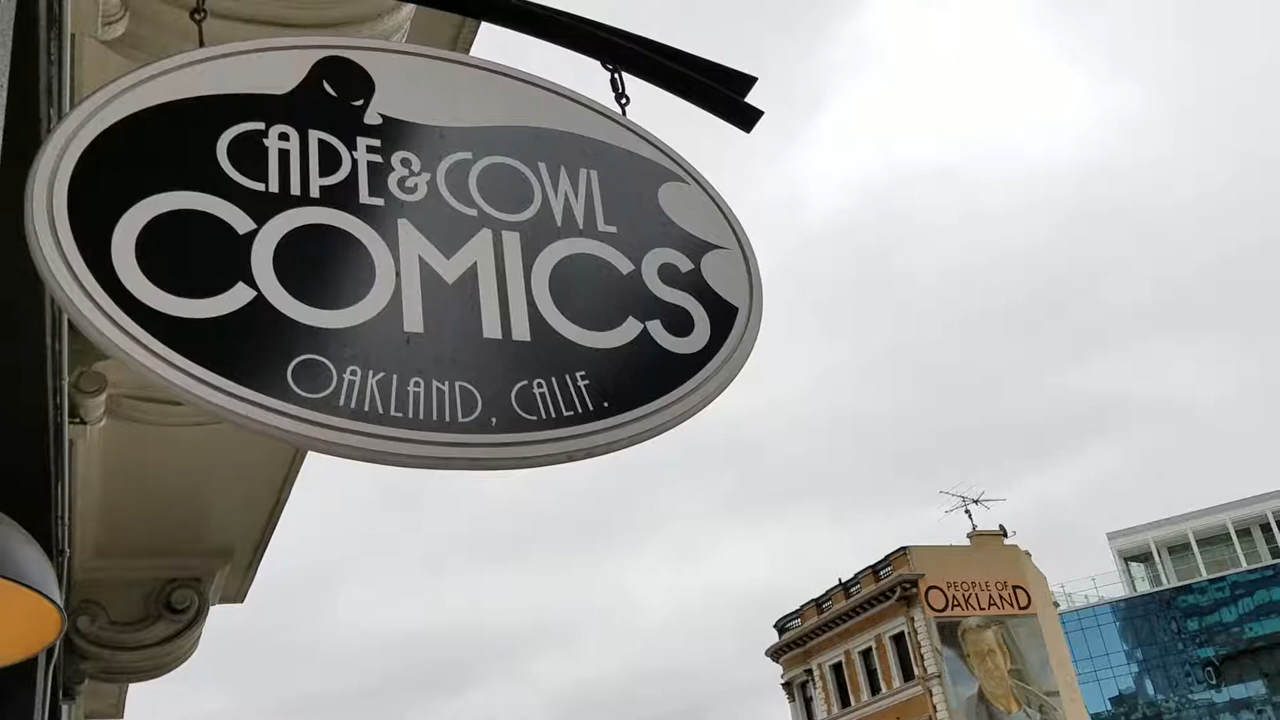 CAPE & COWL
COMICS
OAKLAND, CALIF.
PEOPLE OF
OAKLAND